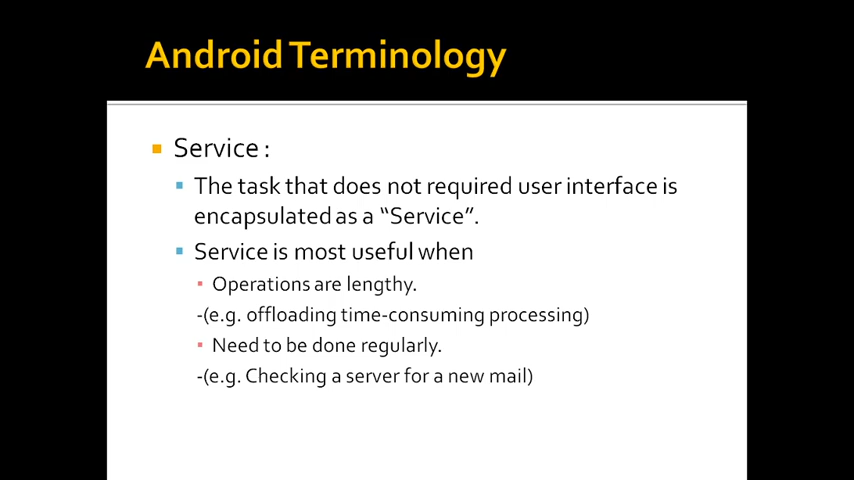 Android Terminology
Service :
The task that does not required user interface is
encapsulated as a “Service”.
Service is most useful when
Operations are lengthy.
-(e.g. offloading time-consuming processing)
Need to be done regularly.
-(e.g. Checking a server for a new mail)